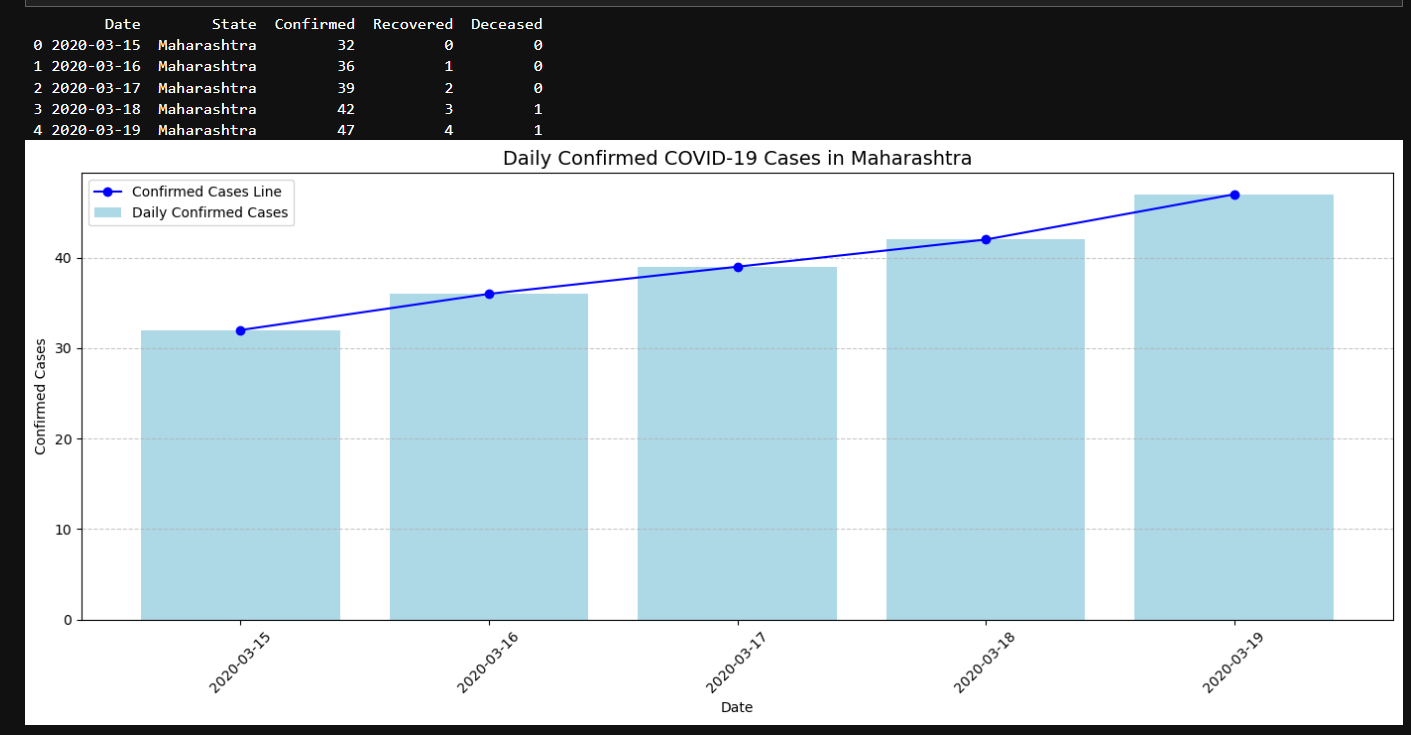 Date State Confirmed Recovered Deceased
0 2020-03-15 Maharashtra 32 0 0
1 2020-03-16 Maharashtra 36 1 0
2 2020-03-17 Maharashtra 39 2 0
3 2020-03-18 Maharashtra 42 3 1
4 2020-03-19 Maharashtra 47 4 1
Daily Confirmed COVID-19 Cases in Maharashtra
Confirmed Cases Line
Daily Confirmed Cases
Confirmed Cases
40
30
20
10
0
2020-03-15
2020-03-16
2020-03-17
2020-03-18
2020-03-19
Date